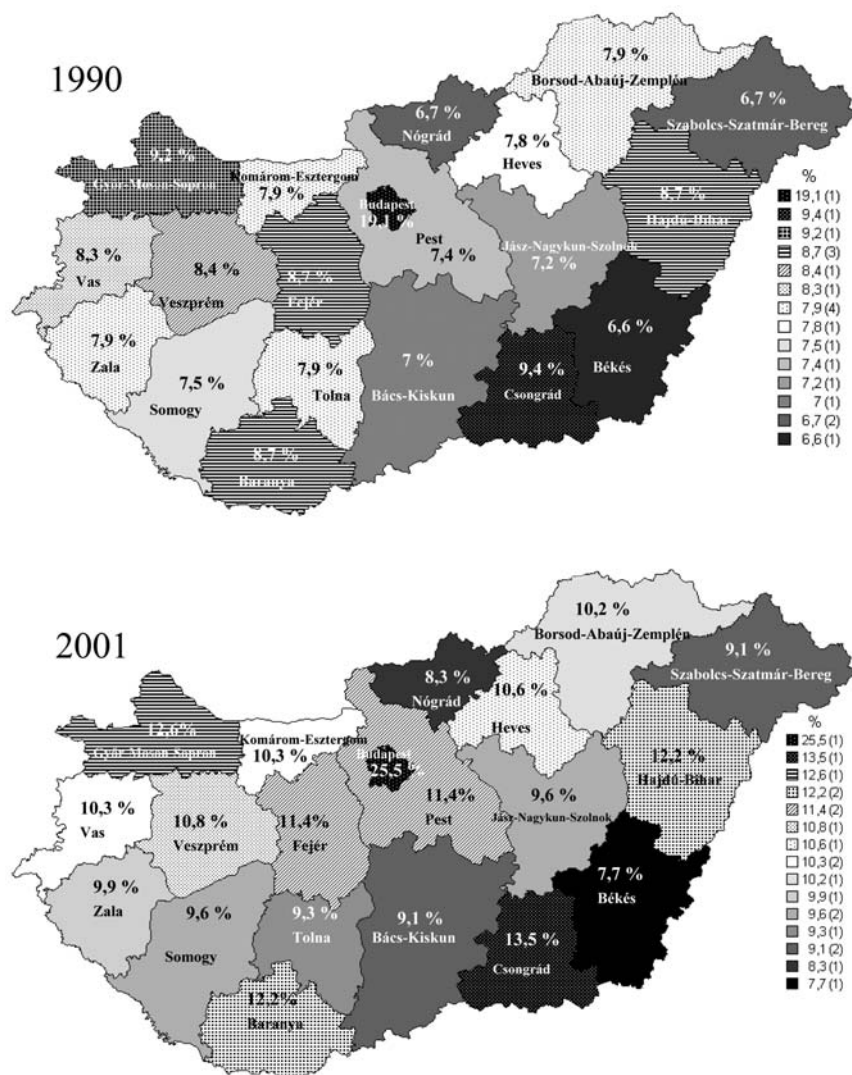 1990
7,9 %
Borsod-Abaúj-Zemplén
6,7 %
Nógrád
6,7 %
Szabolcs-Szatmár-Bereg
7,8 %
Heves
9,2 %
Győr-Moson-Sopron
Komárom-Esztergom
7,9 %
8,7 %
Hajdú-Bihar
Budapest
19,1 %
Pest
7,4 %
Jász-Nagykun-Szolnok
7,2 %
8,3 %
Vas
8,4 %
Veszprém
8,7 %
Fejér
7,9 %
Zala
7,5 %
Somogy
7,9 %
Tolna
7 %
Bács-Kiskun
9,4 %
Csongrád
6,6 %
Békés
8,7 %
Baranya
%
19,1 (1)
9,4 (1)
9,2 (1)
8,7 (3)
8,4 (1)
8,3 (1)
7,9 (4)
7,8 (1)
7,5 (1)
7,4 (1)
7,2 (1)
7 (1)
6,7 (2)
6,6 (1)
2001
10,2 %
Borsod-Abaúj-Zemplén
8,3 %
Nógrád
9,1 %
Szabolcs-Szatmár-Bereg
10,6 %
Heves
12,6%
Győr-Moson-Sopron
Komárom-Esztergom
10,3 %
12,2 %
Hajdú-Bihar
Budapest
25,5 %
11,4%
Pest
9,6 %
Jász-Nagykun-Szolnok
10,3 %
Vas
10,8 %
Veszprém
11,4%
Fejér
9,9 %
Zala
9,6 %
Somogy
9,3 %
Tolna
9,1 %
Bács-Kiskun
13,5 %
Csongrád
7,7 %
Békés
12,2%
Baranya
%
25,5 (1)
13,5 (1)
12,6 (1)
12,2 (2)
11,4 (2)
10,8 (1)
10,6 (1)
10,3 (2)
10,2 (1)
9,9 (1)
9,6 (2)
9,3 (1)
9,1 (2)
8,3 (1)
7,7 (1)